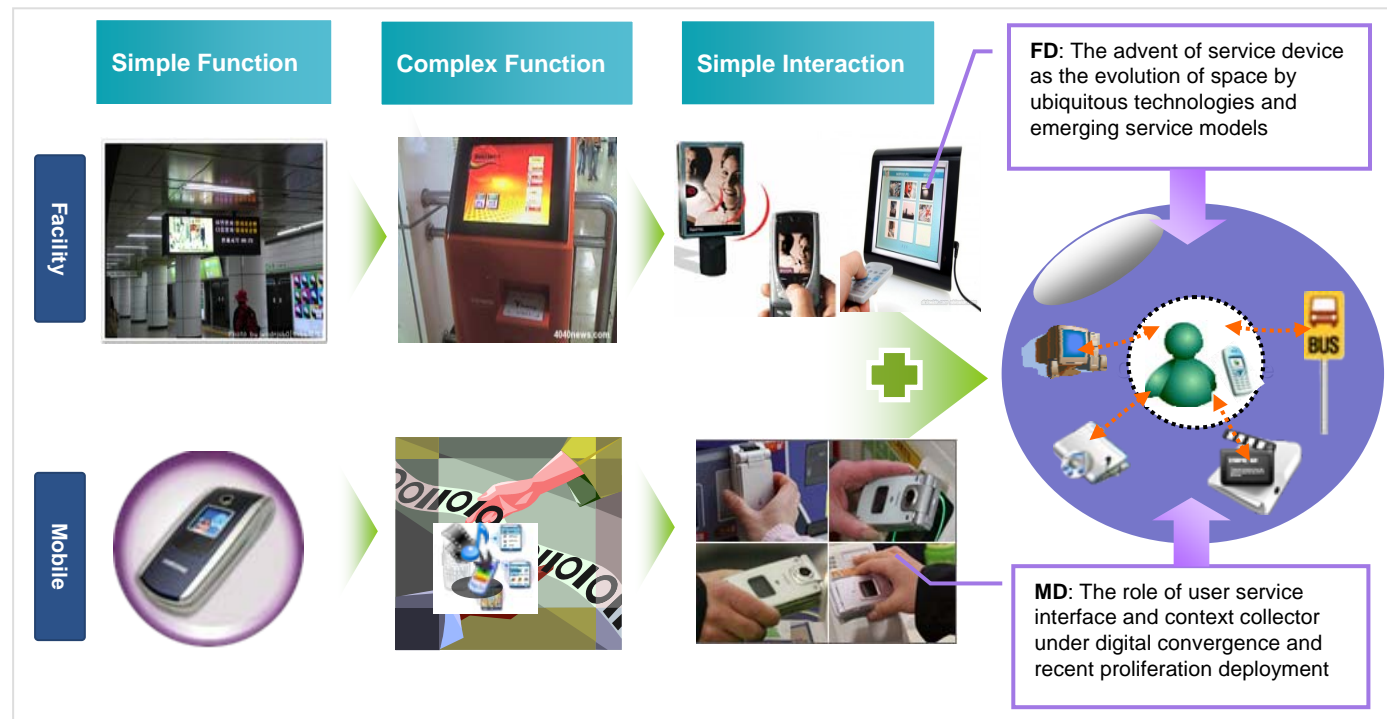 Simple Function
Complex Function
Simple Interaction
FD: The advent of service device
as the evolution of space by
ubiquitous technologies and
emerging service models
Facility
4040news.com
BUS
Mobile
MD: The role of user service
interface and context collector
under digital convergence and
recent proliferation deployment